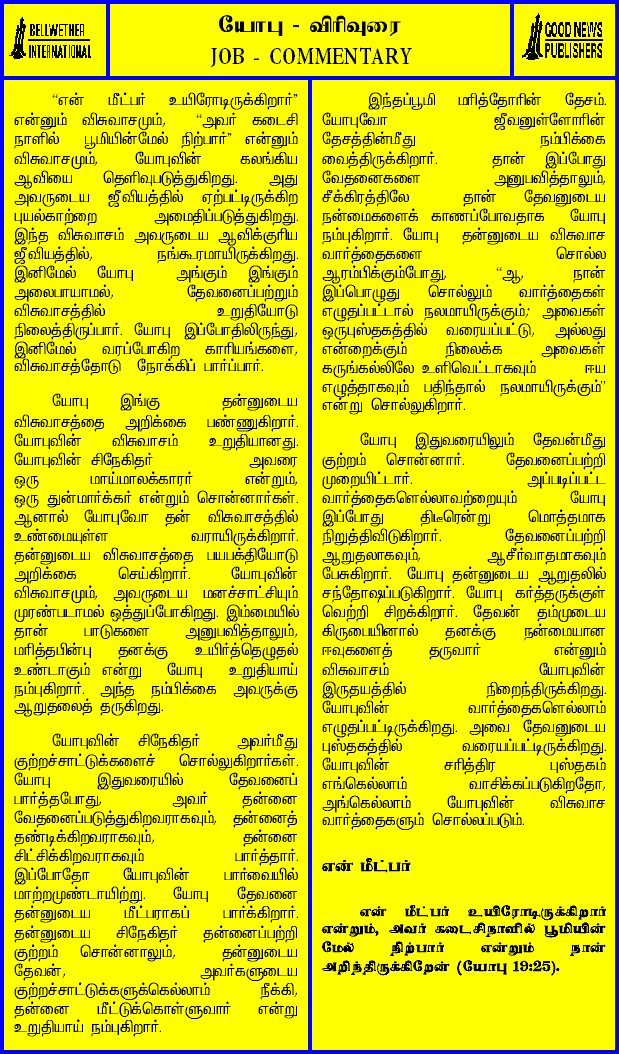 BELLWETHER
INTERNATIONAL
யோபு - விரிவுரை
JOB - COMMENTARY
GOOD NEWS
PUBLISHERS
“என் மீட்பர் உயிரோடிருக்கிறார்”
என்னும் விசுவாசமும், “அவர் கடைசி
நாளில் பூமியின்மேல் நிற்பார்” என்னும்
விசுவாசமும், யோபுவின் கலங்கிய
ஆவியை தெளிவுபடுத்துகிறது. அது
அவருடைய ஜீவியத்தில் ஏற்பட்டிருக்கிற
புயல்காற்றை அமைதிப்படுத்துகிறது.
இந்த விசுவாசம் அவருடைய ஆவிக்குரிய
ஜீவியத்தில், நங்கூரமாயிருக்கிறது.
இனிமேல் யோபு அங்கும் இங்கும்
அலைபாயாமல், தேவனைப்பற்றும்
விசுவாசத்தில் உறுதியோடு
நிலைத்திருப்பார். யோபு இப்போதிலிருந்து,
இனிமேல் வரப்போகிற காரியங்களை,
விசுவாசத்தோடு நோக்கிப் பார்ப்பார்.
யோபு இங்கு தன்னுடைய
விசுவாசத்தை அறிக்கை பண்ணுகிறார்.
யோபுவின் விசுவாசம் உறுதியானது.
யோபுவின் சிநேகிதர் அவரை
ஒரு மாய்மாலக்காரர் என்றும்,
ஒரு துன்மார்க்கர் என்றும் சொன்னார்கள்.
ஆனால் யோபுவோ தன் விசுவாசத்தில்
உண்மையுள்ள வராயிருக்கிறார்.
தன்னுடைய விசுவாசத்தை பயபக்தியோடு
அறிக்கை செய்கிறார். யோபுவின்
விசுவாசமும், அவருடைய மனச்சாட்சியும்
முரண்படாமல் ஒத்துப்போகிறது. இம்மையில்
தான் பாடுகளை அனுபவித்தாலும்,
மரித்தபின்பு தனக்கு உயிர்த்தெழுதல்
உண்டாகும் என்று யோபு உறுதியாய்
நம்புகிறார். அந்த நம்பிக்கை அவருக்கு
ஆறுதலைத் தருகிறது.
யோபுவின் சிநேகிதர் அவர்மீது
குற்றச்சாட்டுக்களைச் சொல்லுகிறார்கள்.
யோபு இதுவரையில் தேவனைப்
பார்த்தபோது, அவர் தன்னை
வேதனைப்படுத்துகிறவராகவும், தன்னைத்
தண்டிக்கிறவராகவும், தன்னை
சிட்சிக்கிறவராகவும் பார்த்தார்.
இப்போதோ யோபுவின் பார்வையில்
மாற்றமுண்டாயிற்று. யோபு தேவனை
தன்னுடைய மீட்பராகப் பார்க்கிறார்.
தன்னுடைய சிநேகிதர் தன்னைப்பற்றி
குற்றம் சொன்னாலும், தன்னுடைய
தேவன், அவர்களுடைய
குற்றச்சாட்டுக்களுக்கெல்லாம் நீக்கி,
தன்னை மீட்டுக்கொள்ளுவார் என்று
உறுதியாய் நம்புகிறார்.
இந்தப்பூமி மரித்தோரின் தேசம்.
யோபுவோ ஜீவனுள்ளோரின்
தேசத்தின்மீது நம்பிக்கை
வைத்திருக்கிறார். தான் இப்போது
வேதனைகளை அனுபவித்தாலும்,
சீக்கிரத்திலே தான் தேவனுடைய
நன்மைகளைக் காணப்போவதாக யோபு
நம்புகிறார். யோபு தன்னுடைய விசுவாச
வார்த்தைகளை சொல்ல
ஆரம்பிக்கும்போது, “ஆ, நான்
இப்பொழுது சொல்லும் வார்த்தைகள்
எழுதப்பட்டால் நலமாயிருக்கும்; அவைகள்
ஒருபுஸ்தகத்தில் வரையப்பட்டு, அல்லது
என்றைக்கும் நிலைக்க அவைகள்
கருங்கல்லிலே உளிவெட்டாகவும் ஈய
எழுத்தாகவும் பதிந்தால் நலமாயிருக்கும்”
என்று சொல்லுகிறார்.
யோபு இதுவரையிலும் தேவன்மீது
குற்றம் சொன்னார். தேவனைப்பற்றி
முறையிட்டார். அப்படிப்பட்ட
வார்த்தைகளெல்லாவற்றையும் யோபு
இப்போது திடீரென்று மொத்தமாக
நிறுத்திவிடுகிறார். தேவனைப்பற்றி
ஆறுதலாகவும், ஆசீர்வாதமாகவும்
பேசுகிறார். யோபு தன்னுடைய ஆறுதலில்
சந்தோஷப்படுகிறார். யோபு கர்த்தருக்குள்
வெற்றி சிறக்கிறார். தேவன் தம்முடைய
கிருபையினால் தனக்கு நன்மையான
ஈவுகளைத் தருவார் என்னும்
விசுவாசம் யோபுவின்
இருதயத்தில் நிறைந்திருக்கிறது.
யோபுவின் வார்த்தைகளெல்லாம்
எழுதப்பட்டிருக்கிறது. அவை தேவனுடைய
புஸ்தகத்தில் வரையப்பட்டிருக்கிறது.
யோபுவின் சரித்திர புஸ்தகம்
எங்கெல்லாம் வாசிக்கப்படுகிறதோ,
அங்கெல்லாம் யோபுவின் விசுவாச
வார்த்தைகளும் சொல்லப்படும்.
என் மீட்பர்
என் மீட்பர் உயிரோடிருக்கிறார்
என்றும், அவர் கடைசிநாளில் பூமியின்
மேல் நிற்பார் என்றும் நான்
அறிந்திருக்கிறேன் (யோபு 19:25).